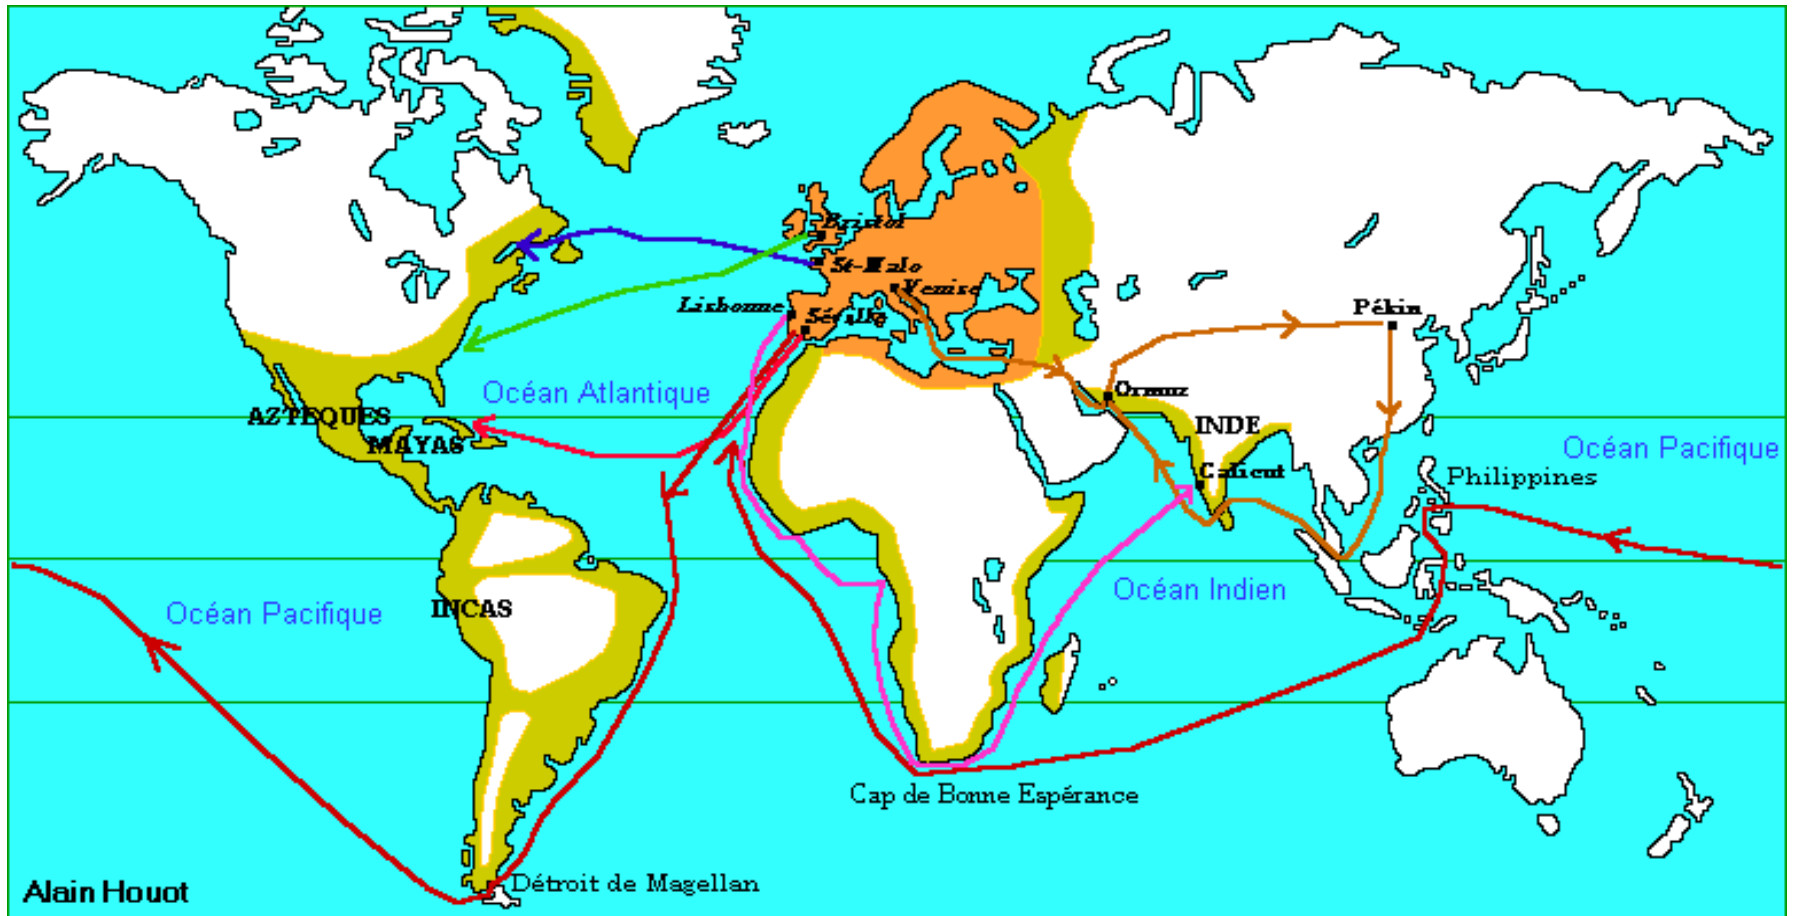 Bristol
St-Malo
Venise
Lisbonne
Séville
Pékin
Océan Atlantique
Ormuz
AZTEQUES
INDE
MAYAS
Océan Pacifique
Calicut
Philippines
Océan Indien
INCAS
Océan Pacifique
Cap de Bonne Espérance
Détroit de Magellan
Alain Houot